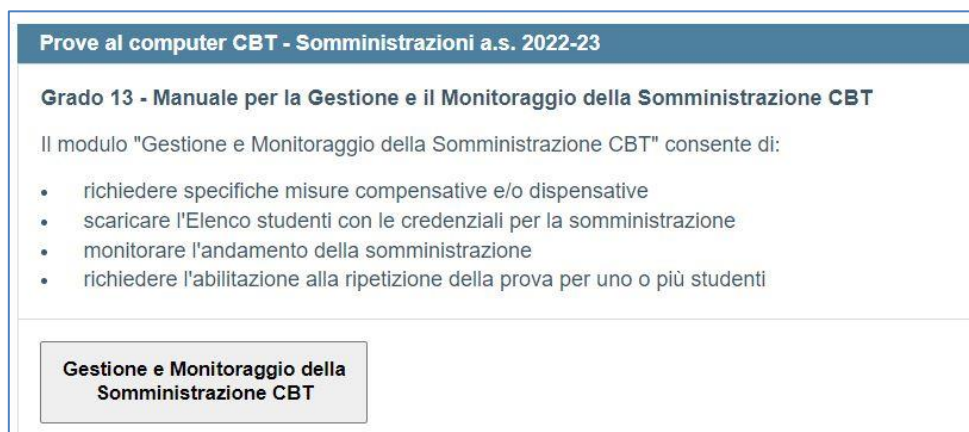 Prove al computer CBT - Somministrazioni a.s. 2022-23
Grado 13 - Manuale per la Gestione e il Monitoraggio della Somministrazione CBT
Il modulo "Gestione e Monitoraggio della Somministrazione CBT" consente di:
• richiedere specifiche misure compensative e/o dispensative
• scaricare l'Elenco studenti con le credenziali per la somministrazione
• monitorare l'andamento della somministrazione
• richiedere l'abilitazione alla ripetizione della prova per uno o più studenti
Gestione e Monitoraggio della
Somministrazione CBT